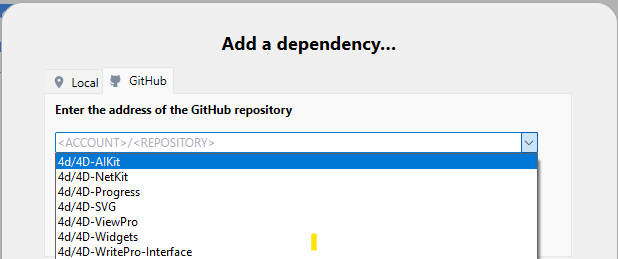 Add a dependency...
Local
GitHub
Enter the address of the GitHub repository
<ACCOUNT>/<REPOSITORY>
4d/4D-AIKit
4d/4D-NetKit
4d/4D-Progress
4d/4D-SVG
4d/4D-ViewPro
4d/4D-Widgets
4d/4D-WritePro-Interface